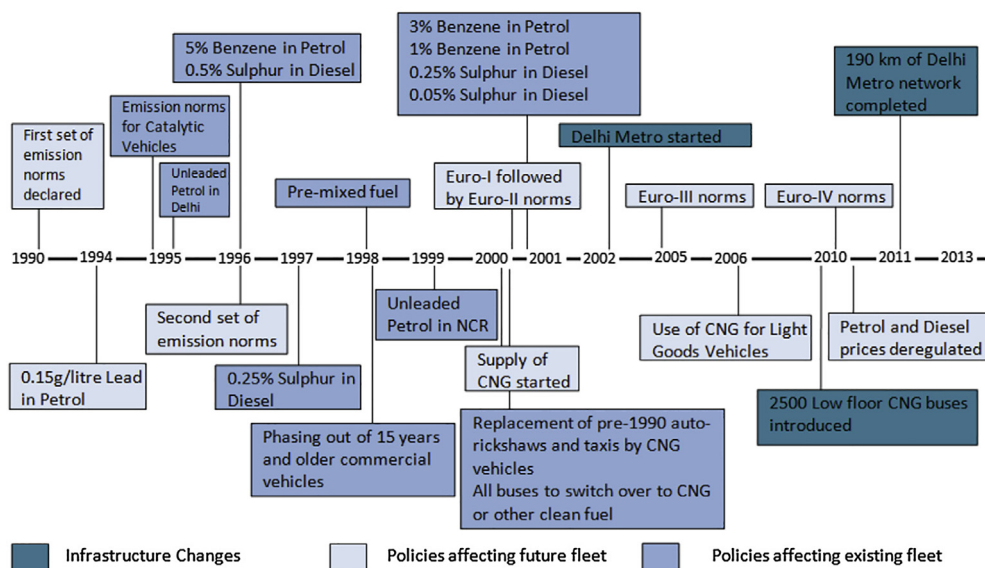 5% Benzene in Petrol
0.5% Sulphur in Diesel
3% Benzene in Petrol
1% Benzene in Petrol
0.25% Sulphur in Diesel
0.05% Sulphur in Diesel
190 km of Delhi
Metro network
completed
First set of
emission
norms
declared
Emission norms
for Catalytic
Vehicles
Unleaded
Petrol in
Delhi
Pre-mixed fuel
Euro-I followed
by Euro-II norms
Delhi Metro started
Euro-III norms
Euro-IV norms
1990 1994 1995 1996 1997 1998 1999 2000 2001 2002 2005 2006 2010 2011 2013
0.15g/litre Lead
in Petrol
Second set of
emission norms
0.25% Sulphur in
Diesel
Phasing out of 15 years
and older commercial
vehicles
Unleaded
Petrol in NCR
Supply of
CNG started
Replacement of pre-1990 auto-
rickshaws and taxis by CNG
vehicles
All buses to switch over to CNG
or other clean fuel
Use of CNG for Light
Goods Vehicles
Petrol and Diesel
prices deregulated
2500 Low floor CNG buses
introduced
Infrastructure Changes
Policies affecting future fleet
Policies affecting existing fleet